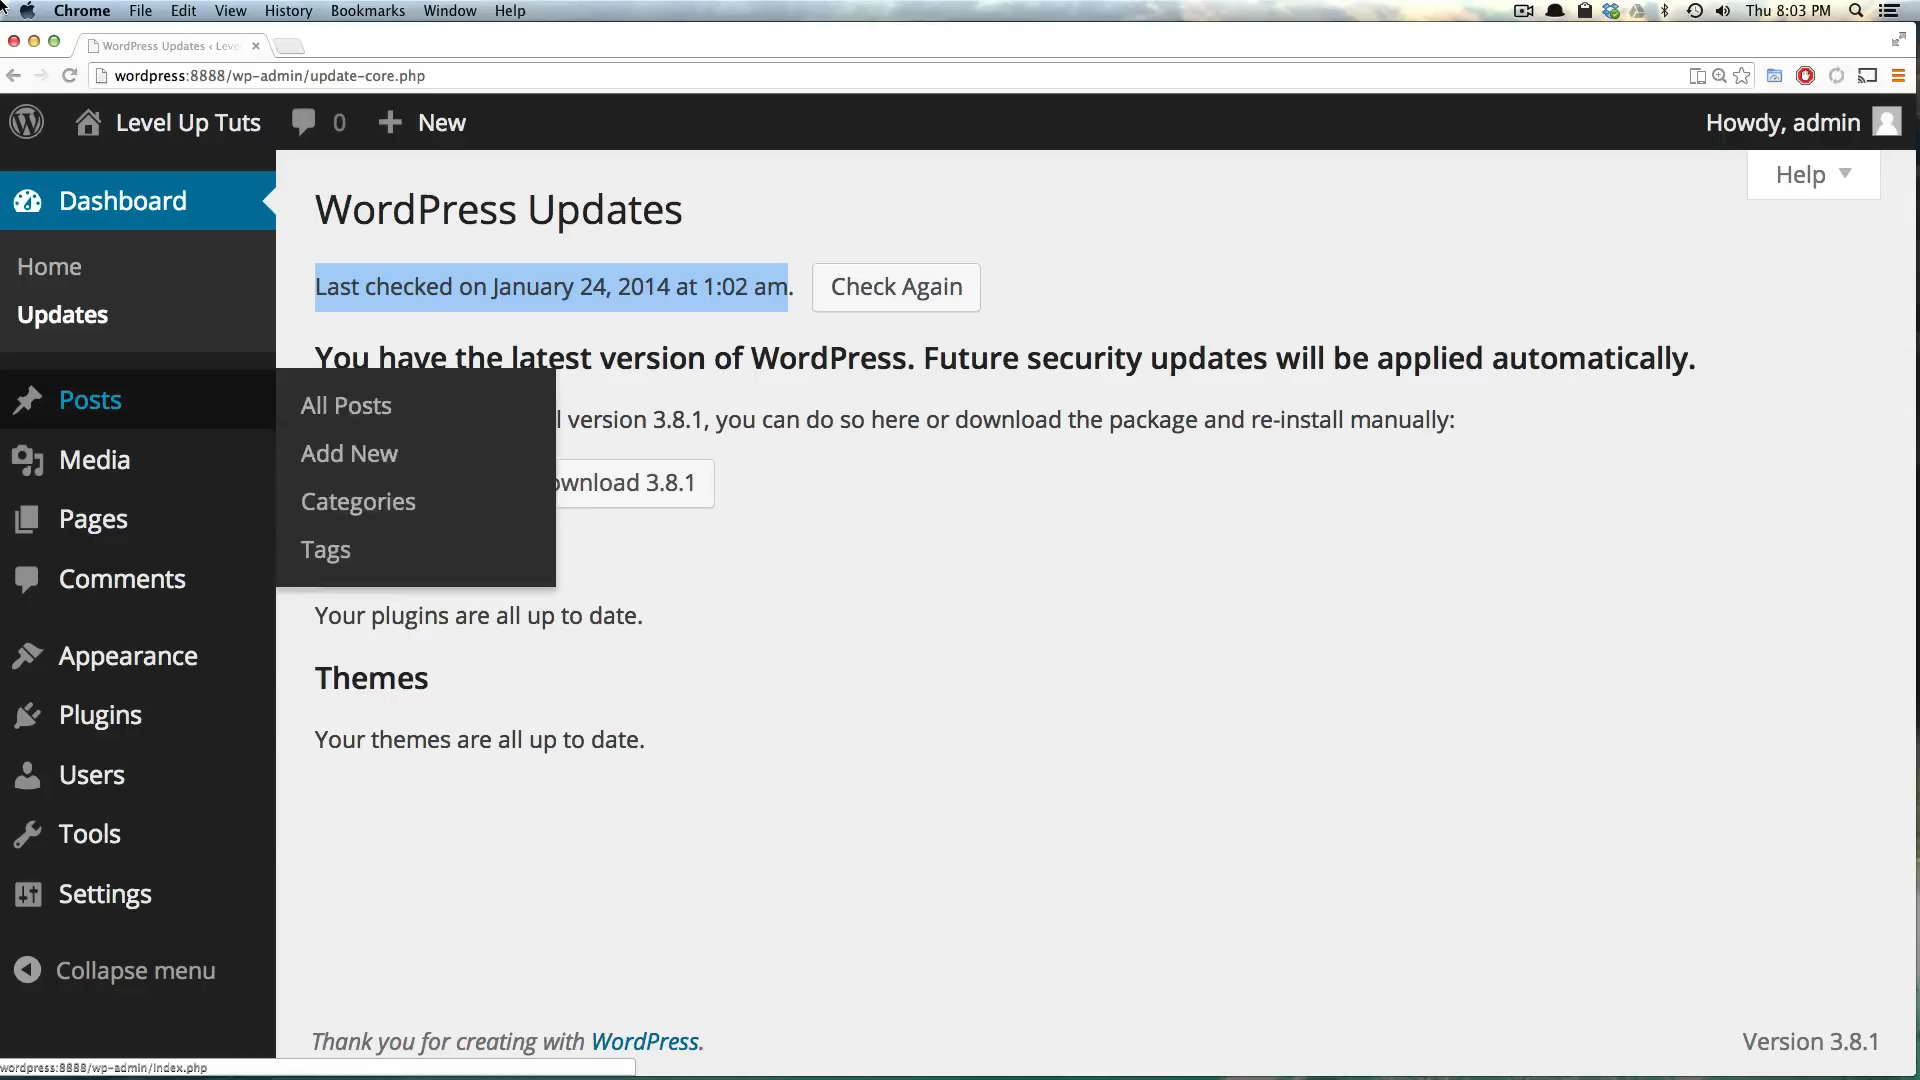 Chrome File Edit View History Bookmarks Window Help Thu 8:03 PM
WordPress Updates ‹ Leve
wordpress:8888/wp-admin/update-core.php
Level Up Tuts 0 New Howdy, admin
Help
Dashboard
Home
Updates
Posts
Media
Pages
Comments
Appearance
Plugins
Users
Tools
Settings
Collapse menu
All Posts
Add New
Categories
Tags
WordPress Updates
Last checked on January 24, 2014 at 1:02 am. Check Again
You have the latest version of WordPress. Future security updates will be applied automatically.
l version 3.8.1, you can do so here or download the package and re-install manually:
ownload 3.8.1
Your plugins are all up to date.
Themes
Your themes are all up to date.
Thank you for creating with WordPress.
Version 3.8.1
wordpress:8888/wp-admin/index.php